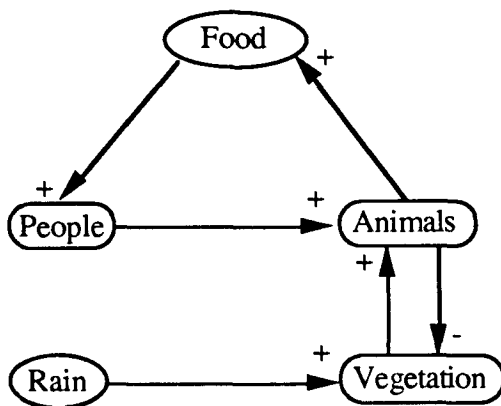 Food
+
+
People
+
Animals
+
+
-
Rain
+
Vegetation